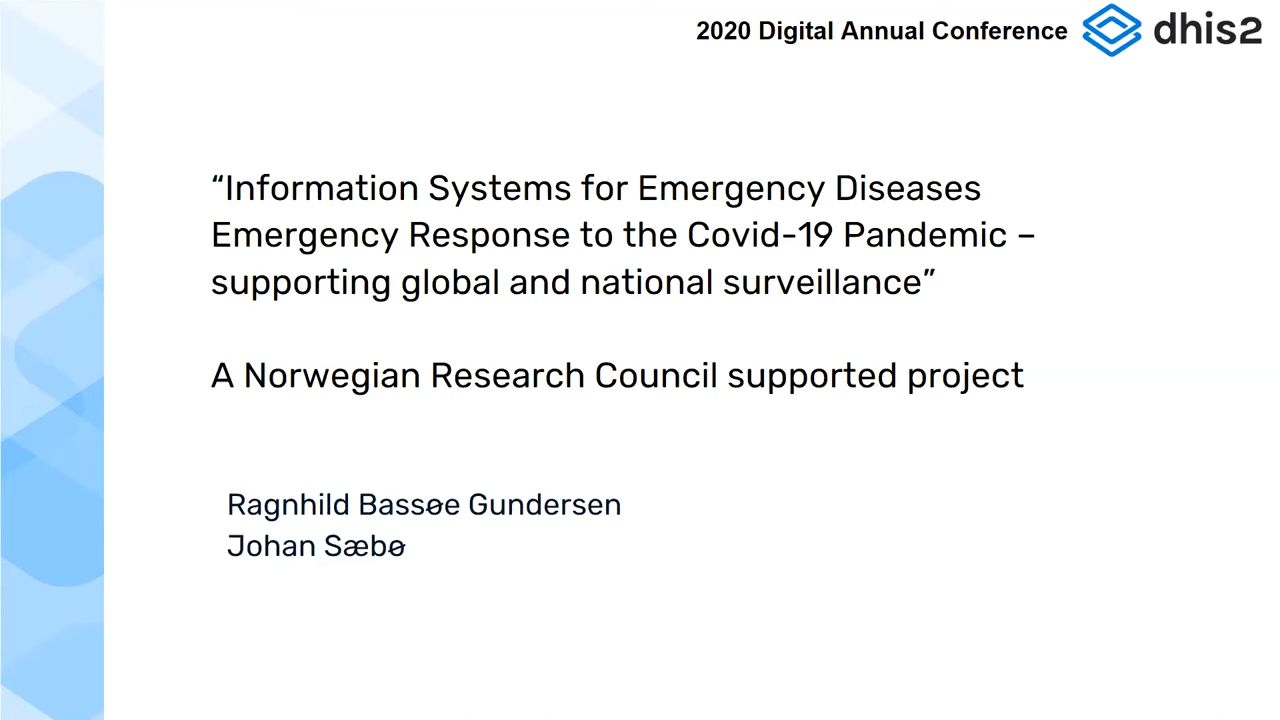 2020 Digital Annual Conference dhis2
“Information Systems for Emergency Diseases
Emergency Response to the Covid-19 Pandemic –
supporting global and national surveillance”
A Norwegian Research Council supported project
Ragnhild Bassøe Gundersen
Johan Sæbø